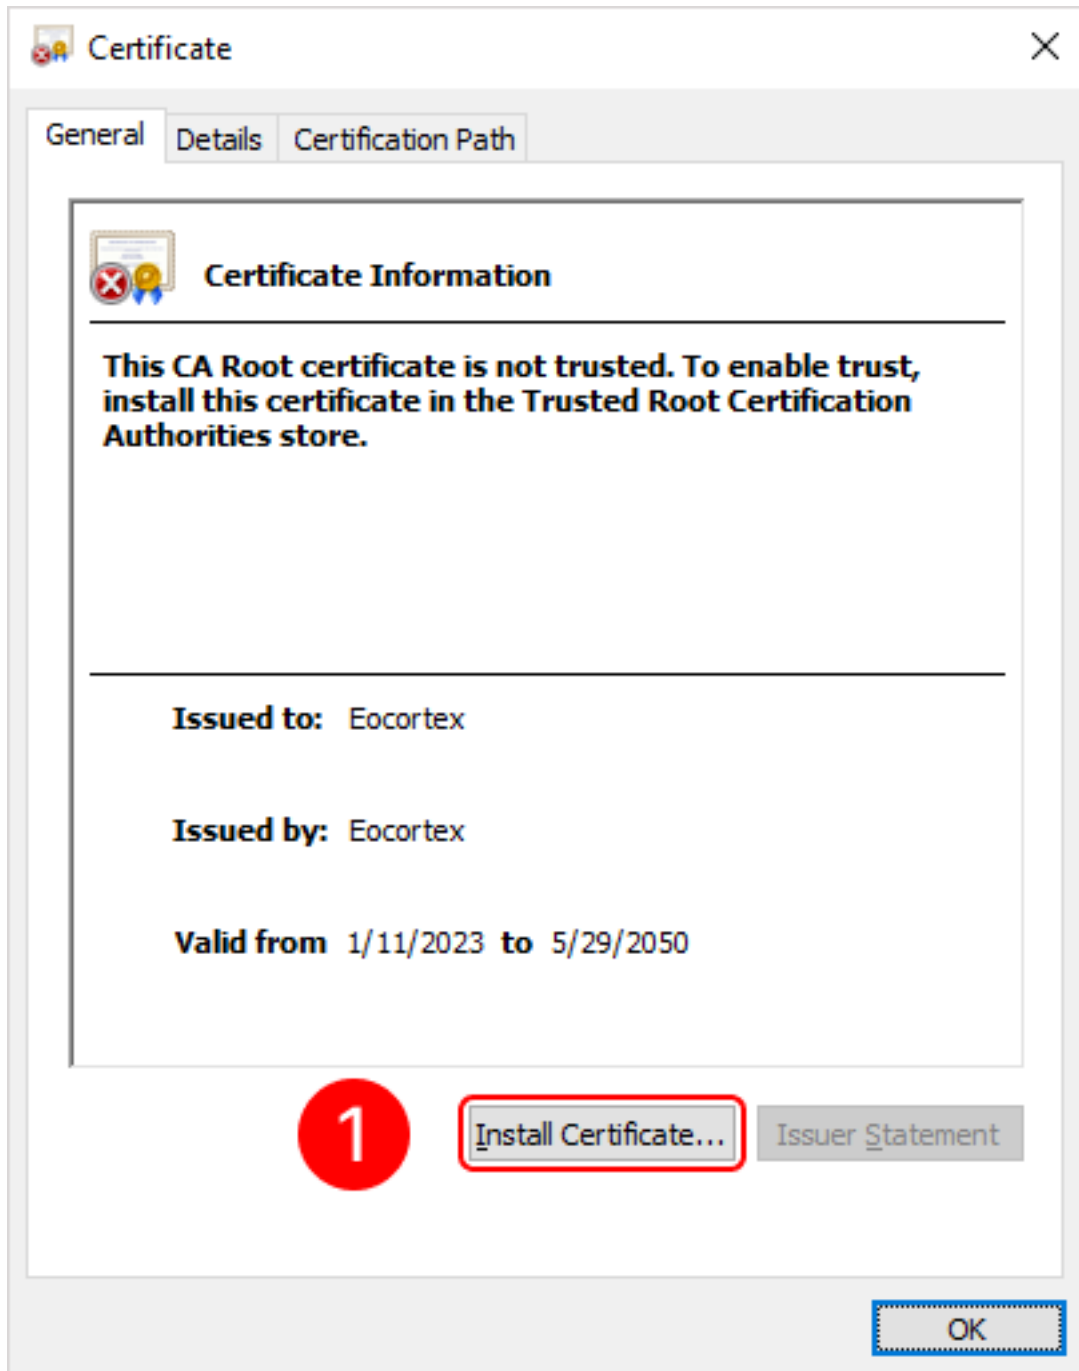 Certificate
General Details Certification Path
Certificate Information
This CA Root certificate is not trusted. To enable trust,
install this certificate in the Trusted Root Certification
Authorities store.
Issued to: Eocortex
Issued by: Eocortex
Valid from 1/11/2023 to 5/29/2050
1 Install Certificate... Issuer Statement
OK